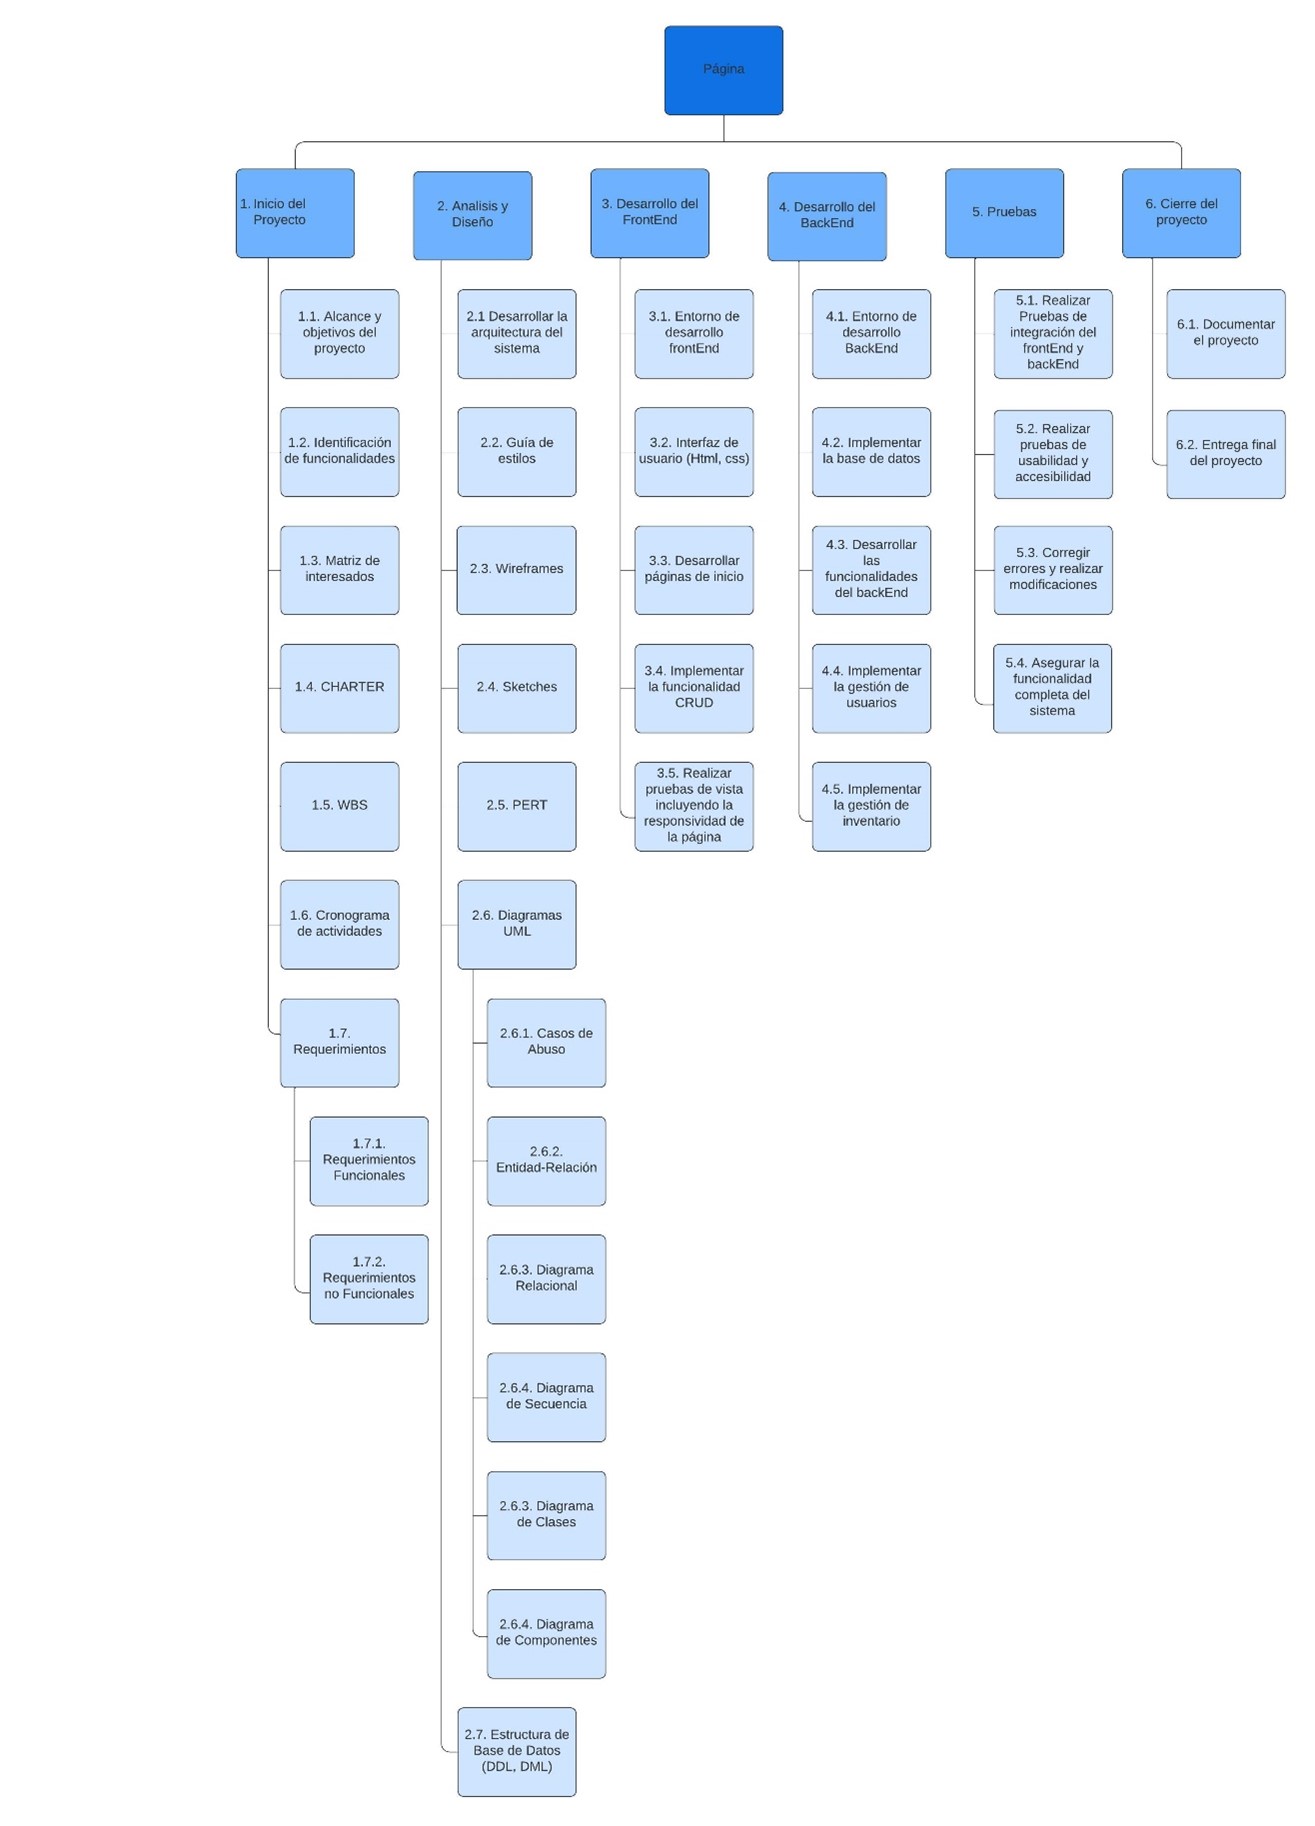 Página
1. Inicio del
Proyecto
1.1. Alcance y
objetivos del
proyecto
1.2. Identificación
de funcionalidades
1.3. Matriz de
interesados
1.4. CHARTER
1.5. WBS
1.6. Cronograma
de actividades
1.7.
Requerimientos
1.7.1.
Requerimientos
Funcionales
1.7.2.
Requerimientos
no Funcionales
2. Analisis y
Diseño
2.1 Desarrollar la
arquitectura del
sistema
2.2. Guía de
estilos
2.3. Wireframes
2.4. Sketches
2.5. PERT
2.6. Diagramas
UML
2.6.1. Casos de
Abuso
2.6.2.
Entidad-Relación
2.6.3. Diagrama
Relacional
2.6.4. Diagrama
de Secuencia
2.6.3. Diagrama
de Clases
2.6.4. Diagrama
de Componentes
2.7. Estructura de
Base de Datos
(DDL, DML)
3. Desarrollo del
FrontEnd
3.1. Entorno de
desarrollo
frontEnd
3.2. Interfaz de
usuario (Html, css)
3.3. Desarrollar
páginas de inicio
3.4. Implementar
la funcionalidad
CRUD
3.5. Realizar
pruebas de vista
incluyendo la
responsividad de
la página
4. Desarrollo del
BackEnd
4.1. Entorno de
desarrollo
BackEnd
4.2. Implementar
la base de datos
4.3. Desarrollar
las
funcionalidades
del backEnd
4.4. Implementar
la gestión de
usuarios
4.5. Implementar
la gestión de
inventario
5. Pruebas
5.1. Realizar
Pruebas de
integración del
frontEnd y
backEnd
5.2. Realizar
pruebas de
usabilidad y
accesibilidad
5.3. Corregir
errores y realizar
modificaciones
5.4. Asegurar la
funcionalidad
completa del
sistema
6. Cierre del
proyecto
6.1. Documentar
el proyecto
6.2. Entrega final
del proyecto